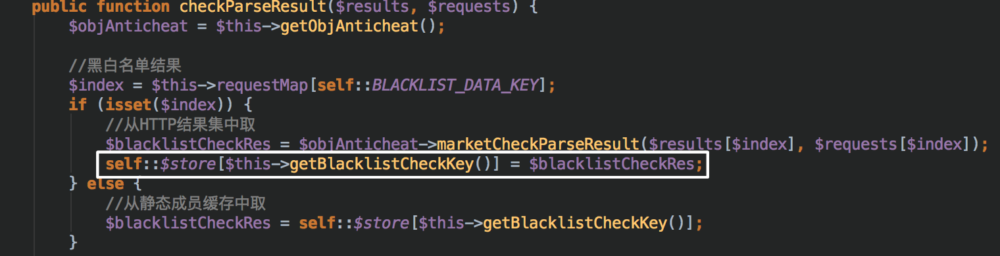 public function checkParseResult($results, $requests) {
$objAnticheat = $this->getObjAnticheat();
//黑白名单结果
$index = $this->requestMap[self::BLACKLIST_DATA_KEY];
if (isset($index)) {
//从HTTP结果集中取
$blacklistCheckRes = $objAnticheat->marketCheckParseResult($results[$index], $requests[$index]);
self::$store[$this->getBlacklistCheckKey()] = $blacklistCheckRes;
} else {
//从静态成员缓存中取
$blacklistCheckRes = self::$store[$this->getBlacklistCheckKey()];
}